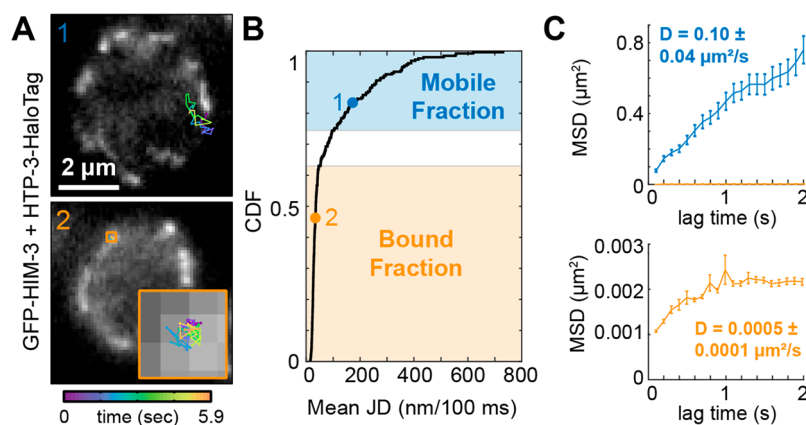 A
GFP-HIM-3 + HTP-3-HaloTag
1
2 µm
2
0 time (sec) 5.9
B
CDF
1
0.5
0
Mobile
Fraction
1
2
Bound
Fraction
0 200 400 600 800
Mean JD (nm/100 ms)
C
D = 0.10 ±
0.04 µm²/s
MSD (µm²)
0.8
0.4
0
0 1 2
lag time (s)
MSD (µm²)
0.003
0.002
0.001
0
D = 0.0005 ±
0.0001 µm²/s
0 1 2
lag time (s)